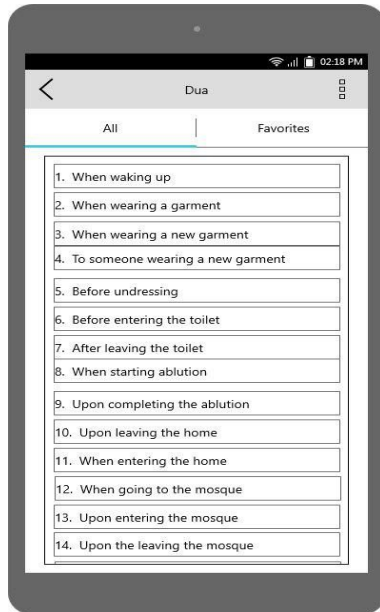 02:18 PM
Dua
All
Favorites
1. When waking up
2. When wearing a garment
3. When wearing a new garment
4. To someone wearing a new garment
5. Before undressing
6. Before entering the toilet
7. After leaving the toilet
8. When starting ablution
9. Upon completing the ablution
10. Upon leaving the home
11. When entering the home
12. When going to the mosque
13. Upon entering the mosque
14. Upon the leaving the mosque